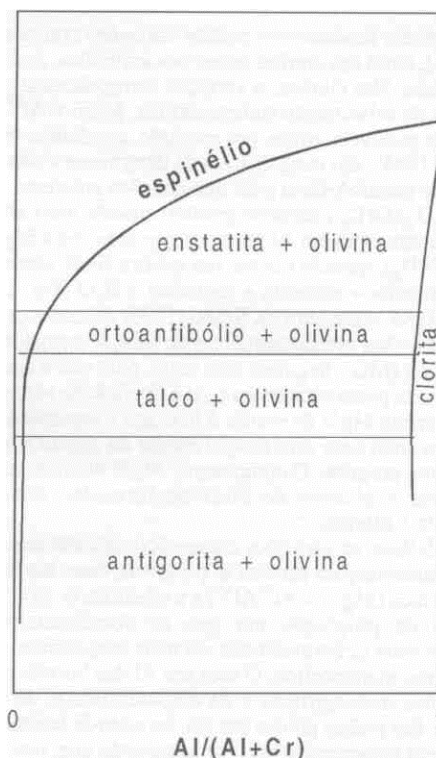 espinélio
enstatita + olivina
ortoanfibólio + olivina
talco + olivina
clorita
antigorita + olivina
0
Al/(Al+Cr)